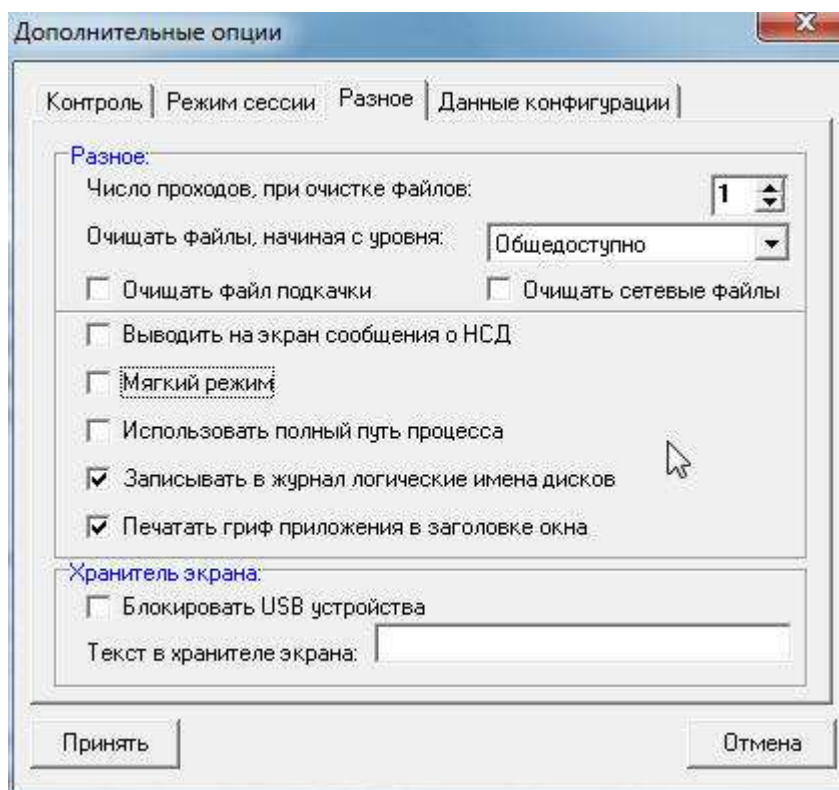 Дополнительные опции
Контроль Режим сессии Разное Данные конфигурации
Разное:
Число проходов, при очистке файлов: 1
Очищать файлы, начиная с уровня: Общедоступно
Очищать файл подкачки Очищать сетевые файлы
Выводить на экран сообщения о НСД
Мягкий режим
Использовать полный путь процесса
Записывать в журнал логические имена дисков
Печатать гриф приложения в заголовке окна
Хранитель экрана:
Блокировать USB устройства
Текст в хранителе экрана:
Принять Отмена